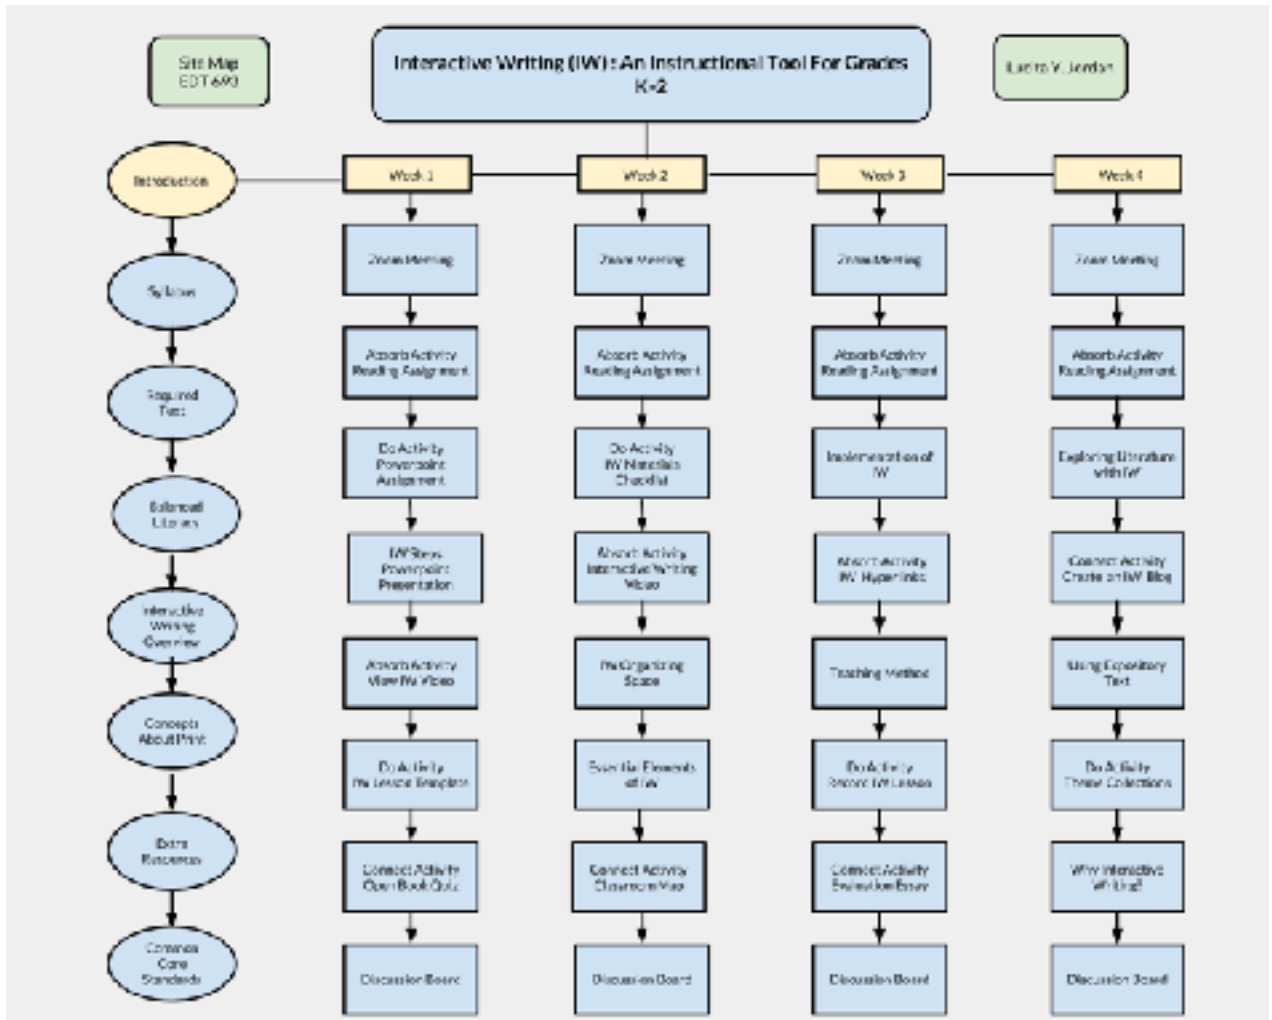 Site Map
EDT 693
Interactive Writing (IW) : An Instructional Tool For Grades
K-2
Y. Jordan
Introduction
Week 1
Week 2
Week 3
Week 4
Syllabus
Required
Text
Balanced
Literacy
Interactive
Writing
Overview
Concepts
About Print
Extra
Resources
Common
Core
Standards
Zoom Meeting
Absorb Activity
Reading Assignment
Do Activity
Powerpoint
Assignment
IW Steps
Powerpoint
Presentation
Absorb Activity
View IW Video
Do Activity
IW Lesson Template
Connect Activity
Open Book Quiz
Discussion Board
Zoom Meeting
Absorb Activity
Reading Assignment
Do Activity
IW Materials
Checklist
Absorb Activity
Interactive Writing
Video
IW Organizing
Space
Essential Elements
of IW
Connect Activity
Classroom Map
Discussion Board
Zoom Meeting
Absorb Activity
Reading Assignment
Implementation of
IW
Absorb Activity
IW Hyperlinks
Teaching Method
Do Activity
Record IW Lesson
Connect Activity
Evaluation Essay
Discussion Board
Zoom Meeting
Absorb Activity
Reading Assignment
Exploring Literature
with IW
Connect Activity
Create an IW Blog
Using Expository
Text
Do Activity
Theme Collections
Why Interactive
Writing?
Discussion Board